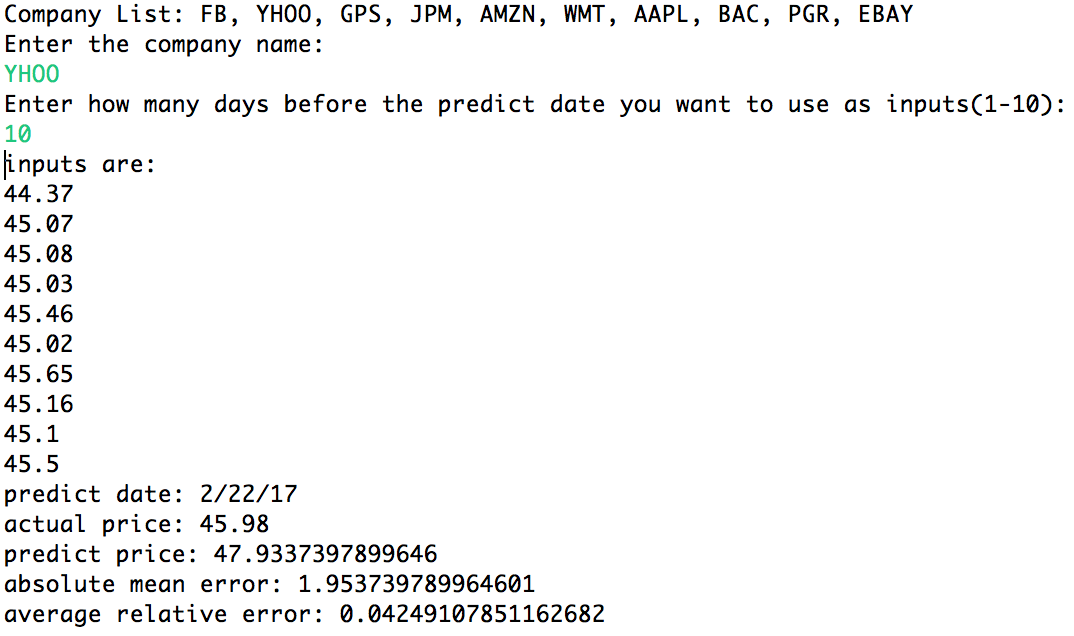 Company List: FB, YHOO, GPS, JPM, AMZN, WMT, AAPL, BAC, PGR, EBAY
Enter the company name:
YHOO
Enter how many days before the predict date you want to use as inputs(1-10):
10
inputs are:
44.37
45.07
45.08
45.03
45.46
45.02
45.65
45.16
45.1
45.5
predict date: 2/22/17
actual price: 45.98
predict price: 47.9337397899646
absolute mean error: 1.953739789964601
average relative error: 0.04249107851162682